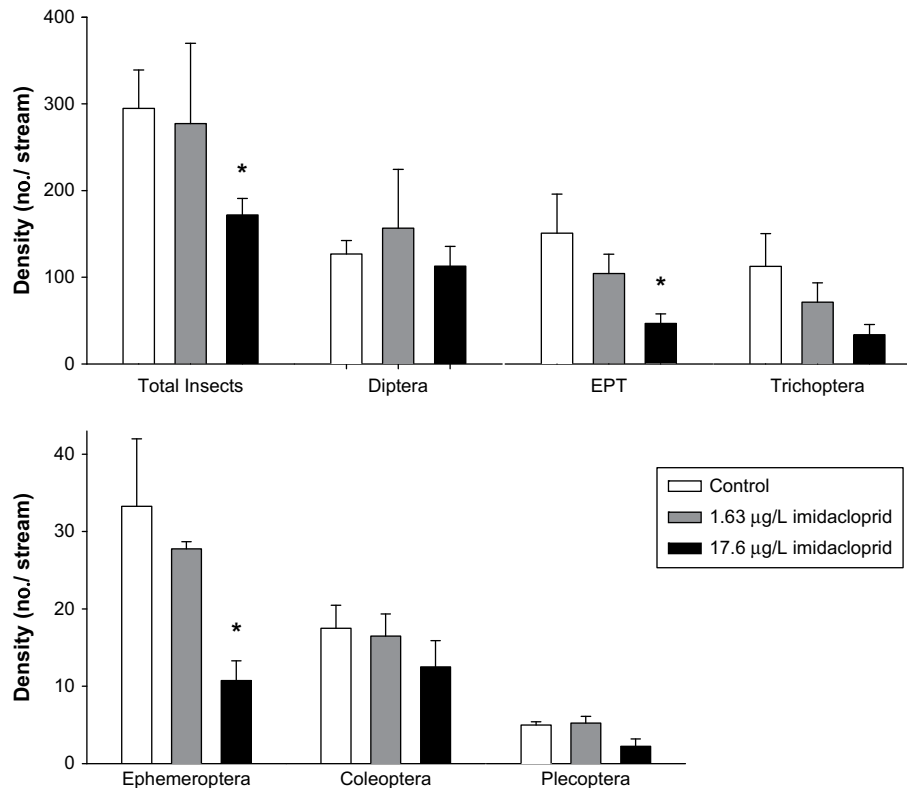 400
300
200
100
0
Density (no./ stream)
*
*
Total Insects
Diptera
EPT
Trichoptera
40
30
20
10
0
Density (no./ stream)
*
Ephemeroptera
Coleoptera
Plecoptera
Control
1.63 µg/L imidacloprid
17.6 µg/L imidacloprid